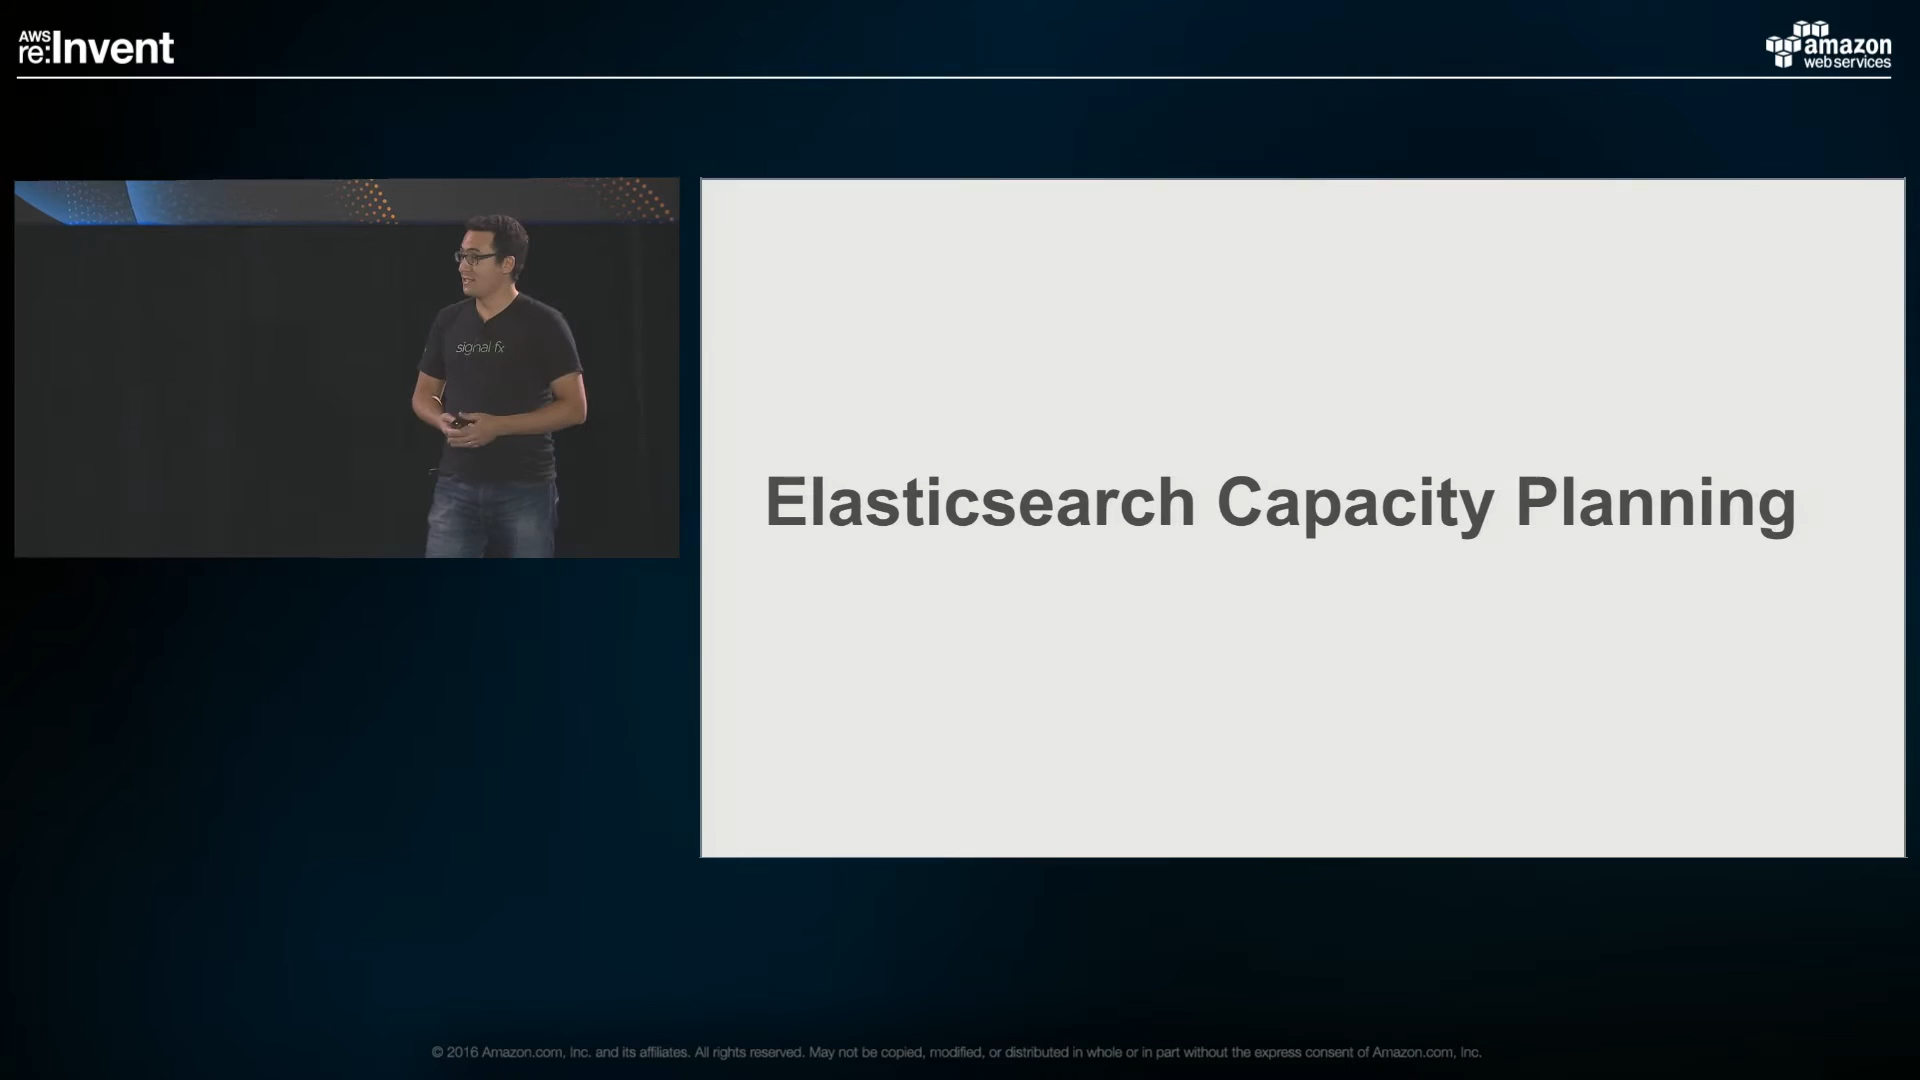 AWS
re:Invent
amazon
web services
signal fx
Elasticsearch Capacity Planning
© 2016 Amazon.com, Inc. and its affiliates. All rights reserved. May not be copied, modified, or distributed in whole or in part without the express consent of Amazon.com, Inc.